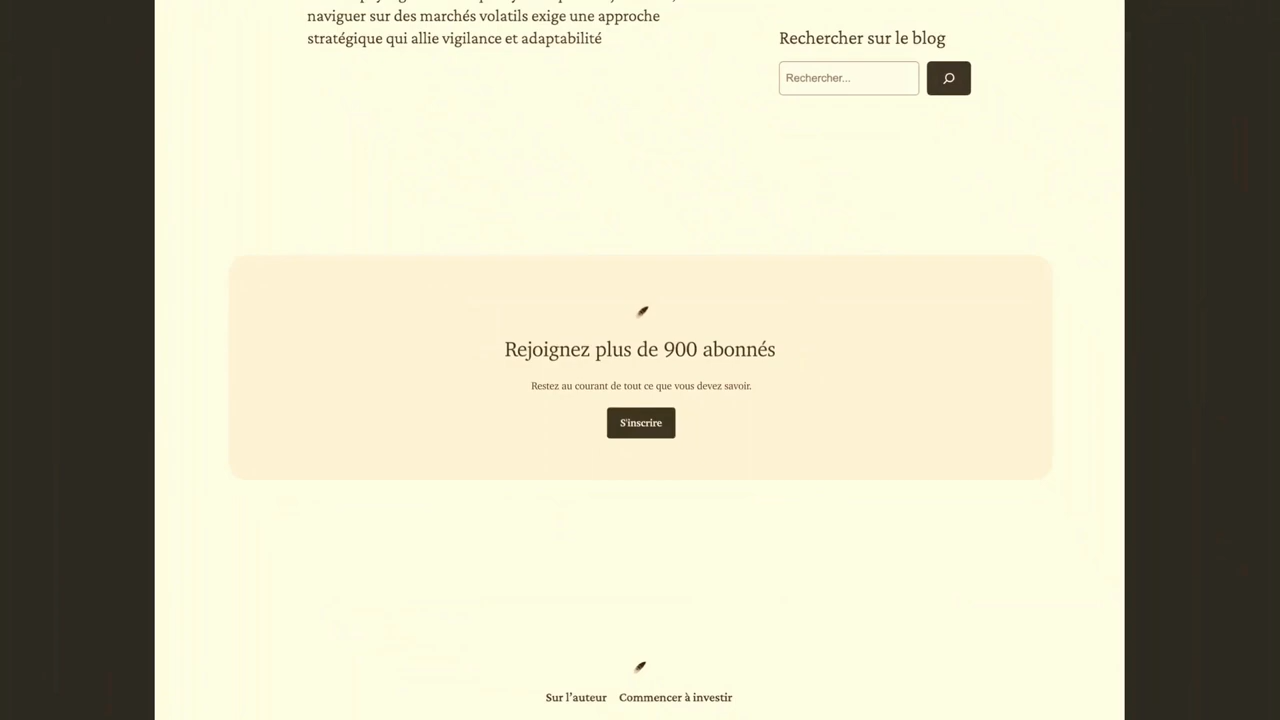 naviguer sur des marchés volatils exige une approche
stratégique qui allie vigilance et adaptabilité
Rechercher sur le blog
Rechercher...
Rejoignez plus de 900 abonnés
Restez au courant de tout ce que vous devez savoir.
S'inscrire
Sur l’auteur Commencer à investir